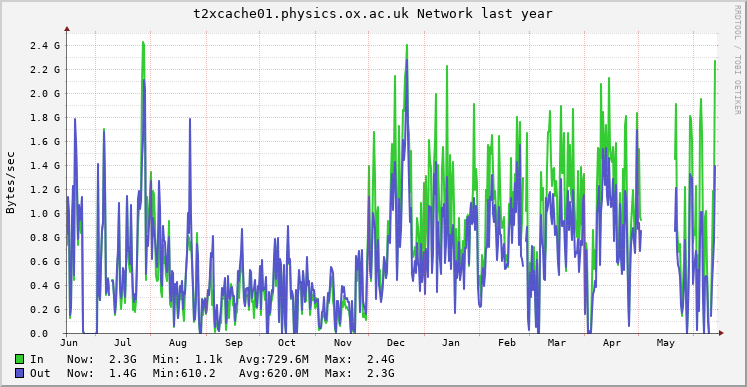 t2xcache01.physics.ox.ac.uk Network last year
RRDTOOL / TOBI OETIKER
Bytes/sec
2.4 G
2.2 G
2.0 G
1.8 G
1.6 G
1.4 G
1.2 G
1.0 G
0.8 G
0.6 G
0.4 G
0.2 G
0.0
Jun Jul Aug Sep Oct Nov Dec Jan Feb Mar Apr May
In Now: 2.3G Min: 1.1k Avg:729.6M Max: 2.4G
Out Now: 1.4G Min:610.2 Avg:620.0M Max: 2.3G